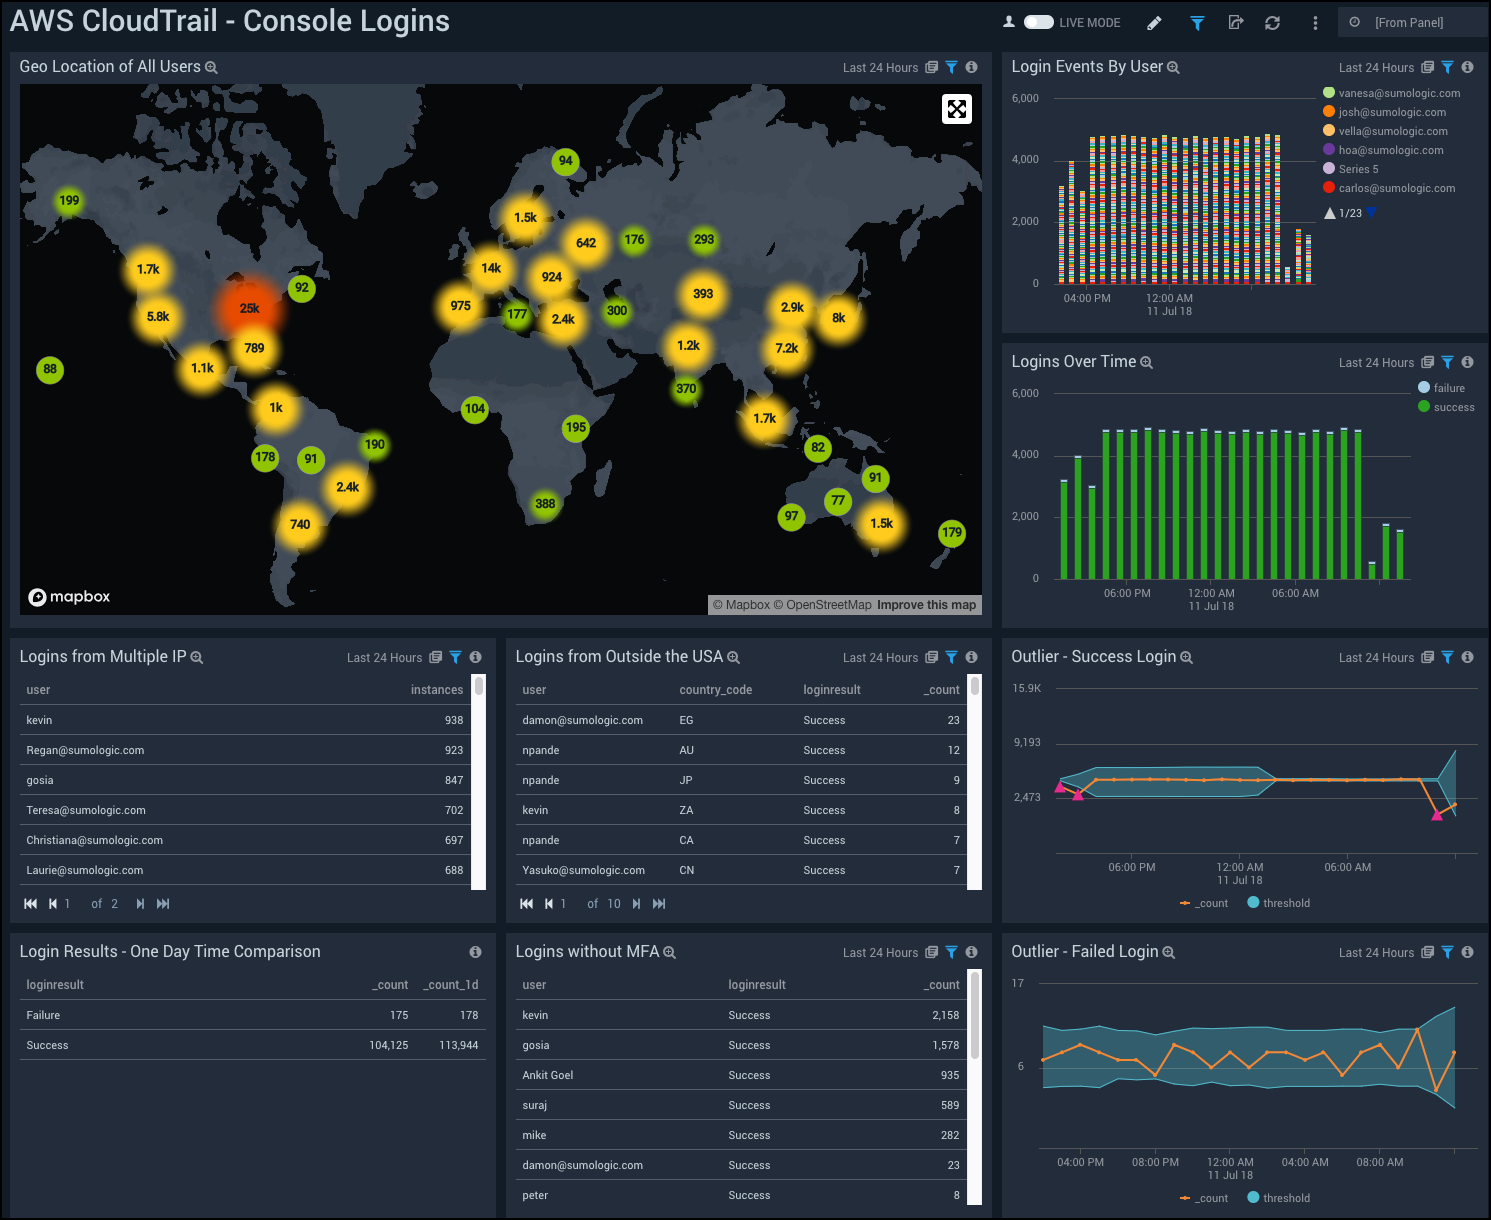 AWS CloudTrail - Console Logins
LIVE MODE
[From Panel]
Geo Location of All Users
Last 24 Hours
94
199
1.5k
642
176
293
1.7k
14k
924
92
393
975
25k
177
300
2.9k
5.8k
2.4k
8k
789
1.2k
7.2k
1.1k
88
370
1k
104
1.7k
195
190
82
178
91
91
2.4k
77
388
97
740
1.5k
179
mapbox
© Mapbox © OpenStreetMap Improve this map
Login Events By User
Last 24 Hours
6,000
4,000
2,000
0
04:00 PM
12:00 AM
11 Jul 18
vanesa@sumologic.com
josh@sumologic.com
vella@sumologic.com
hoa@sumologic.com
Series 5
carlos@sumologic.com
1/23
Logins Over Time
Last 24 Hours
6,000
4,000
2,000
0
06:00 PM
12:00 AM
11 Jul 18
06:00 AM
failure
success
Logins from Multiple IP
Last 24 Hours
user instances
kevin 938
Regan@sumologic.com 923
gosia 847
Teresa@sumologic.com 702
Christiana@sumologic.com 697
Laurie@sumologic.com 688
1 of 2
Logins from Outside the USA
Last 24 Hours
user country_code loginresult _count
damon@sumologic.com EG Success 23
npande AU Success 12
npande JP Success 9
kevin ZA Success 8
npande CA Success 7
Yasuko@sumologic.com CN Success 7
1 of 10
Outlier - Success Login
Last 24 Hours
15.9K
9,193
2,473
06:00 PM
12:00 AM
11 Jul 18
06:00 AM
_count
threshold
Login Results - One Day Time Comparison
loginresult _count _count_1d
Failure 175 178
Success 104,125 113,944
Logins without MFA
Last 24 Hours
user loginresult _count
kevin Success 2,158
gosia Success 1,578
Ankit Goel Success 935
suraj Success 589
mike Success 282
damon@sumologic.com Success 23
peter Success 8
Outlier - Failed Login
Last 24 Hours
17
6
04:00 PM
08:00 PM
12:00 AM
11 Jul 18
04:00 AM
08:00 AM
_count
threshold